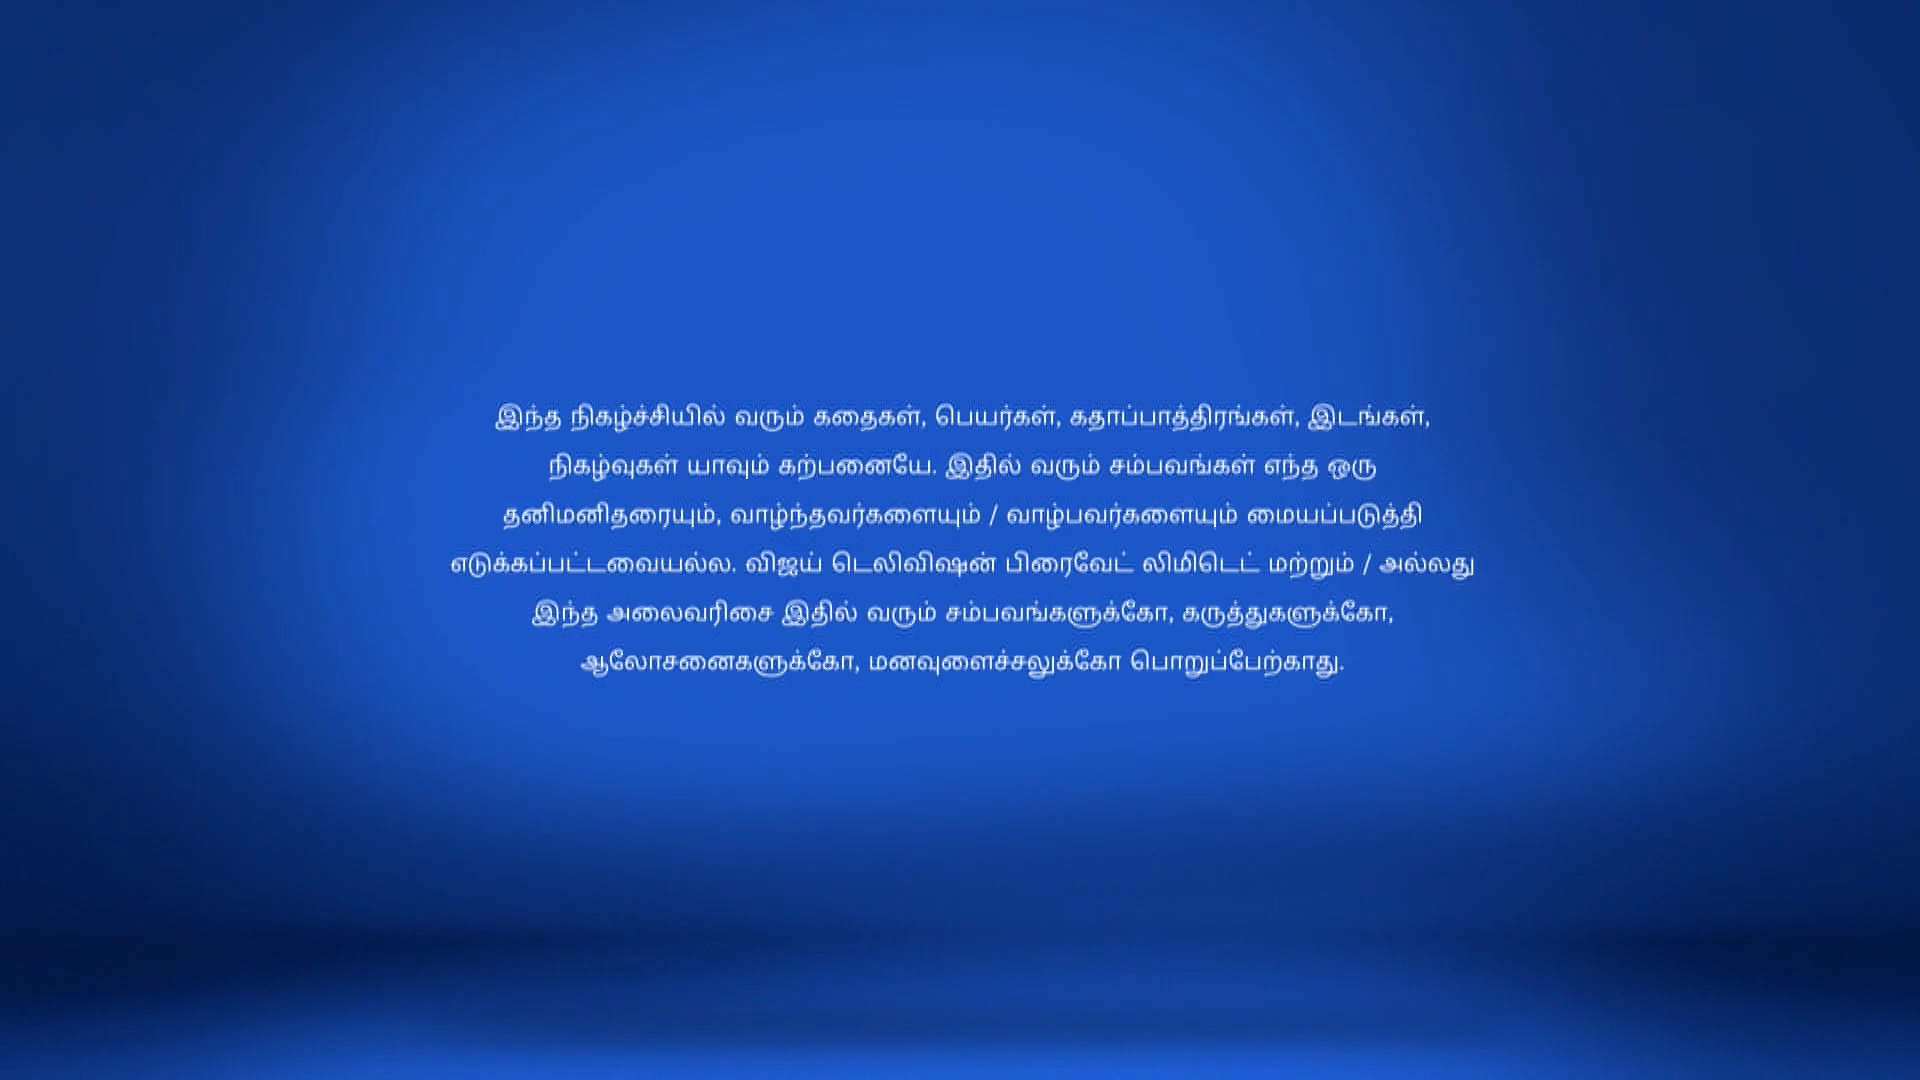 இந்த நிகழ்ச்சியில் வரும் கதைகள், பெயர்கள், கதாப்பாத்திரங்கள், இடங்கள்,
நிகழ்வுகள் யாவும் கற்பனையே. இதில் வரும் சம்பவங்கள் எந்த ஒரு
தனிமனிதரையும், வாழ்ந்தவர்களையும் / வாழ்பவர்களையும் மையப்படுத்தி
எடுக்கப்பட்டவையல்ல. விஜய் டெலிவிஷன் பிரைவேட் லிமிடெட் மற்றும் / அல்லது
இந்த அலைவரிசை இதில் வரும் சம்பவங்களுக்கோ, கருத்துகளுக்கோ,
ஆலோசனைகளுக்கோ, மனவுளைச்சலுக்கோ பொறுப்பேற்காது.